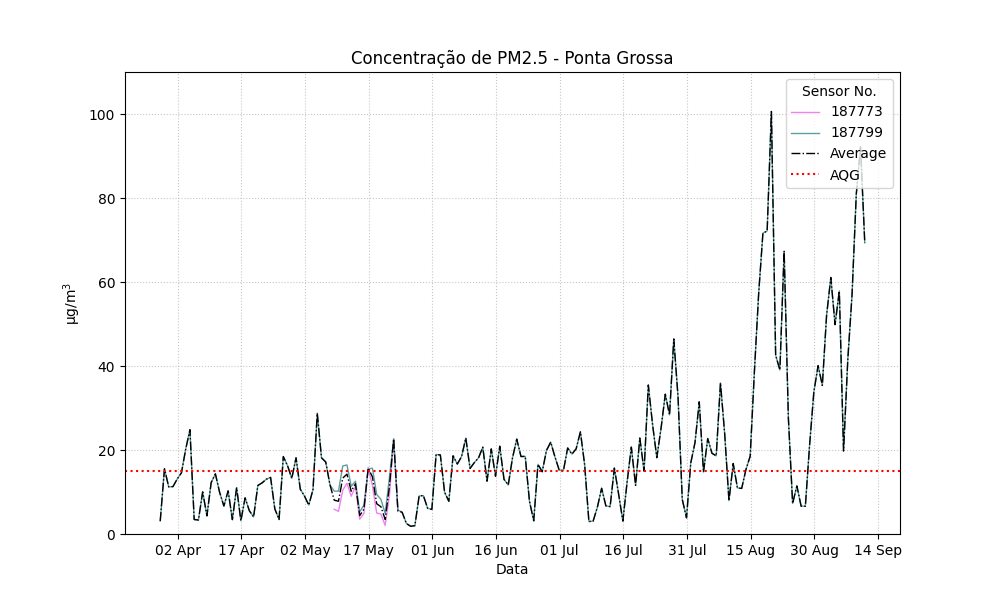 Concentração de PM2.5 - Ponta Grossa
Sensor No.
187773
187799
Average
AQG
100
80
60
40
20
0
µg/m³
02 Apr 17 Apr 02 May 17 May 01 Jun 16 Jun 01 Jul 16 Jul 31 Jul 15 Aug 30 Aug 14 Sep
Data